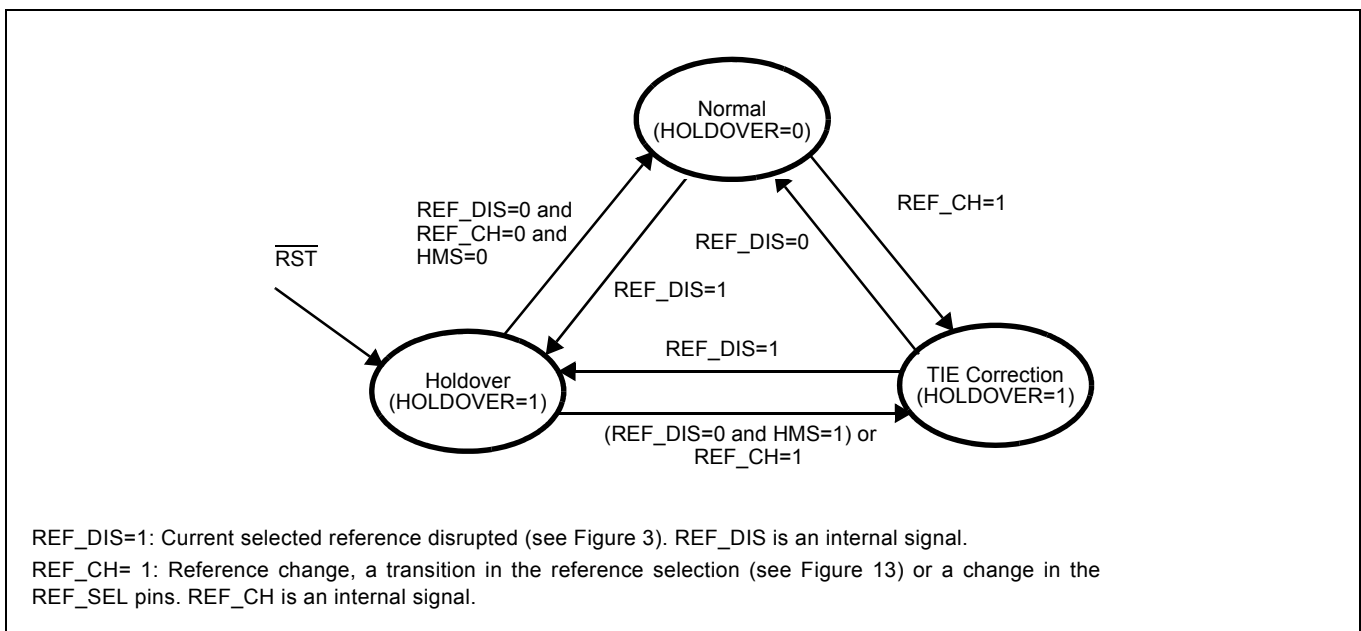 Normal
(HOLDOVER=0)
REF_CH=1
REF_DIS=0 and
REF_CH=0 and
HMS=0
REF_DIS=0
RST
REF_DIS=1
REF_DIS=1
Holdover
(HOLDOVER=1)
TIE Correction
(HOLDOVER=1)
(REF_DIS=0 and HMS=1) or
REF_CH=1
REF_DIS=1: Current selected reference disrupted (see Figure 3). REF_DIS is an internal signal.
REF_CH= 1: Reference change, a transition in the reference selection (see Figure 13) or a change in the
REF_SEL pins. REF_CH is an internal signal.